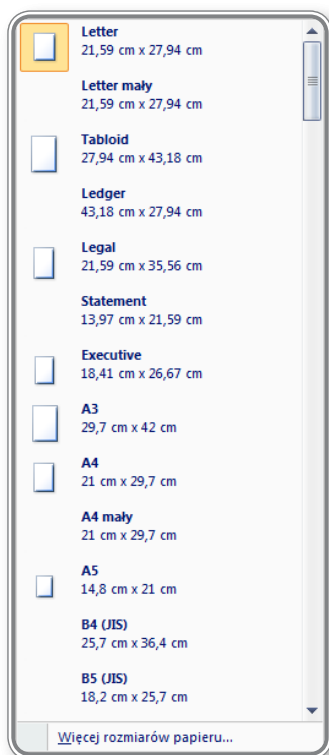 Letter
21,59 cm x 27,94 cm
Letter mały
21,59 cm x 27,94 cm
Tabloid
27,94 cm x 43,18 cm
Ledger
43,18 cm x 27,94 cm
Legal
21,59 cm x 35,56 cm
Statement
13,97 cm x 21,59 cm
Executive
18,41 cm x 26,67 cm
A3
29,7 cm x 42 cm
A4
21 cm x 29,7 cm
A4 mały
21 cm x 29,7 cm
A5
14,8 cm x 21 cm
B4 (JIS)
25,7 cm x 36,4 cm
B5 (JIS)
18,2 cm x 25,7 cm
Więcej rozmiarów papieru...